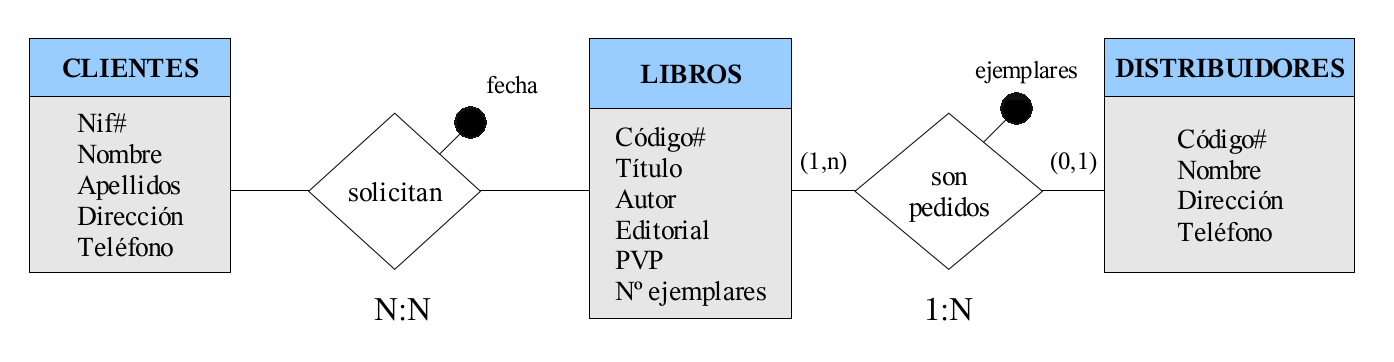 CLIENTES
Nif#
Nombre
Apellidos
Dirección
Teléfono
fecha
solicitan
N:N
LIBROS
Código#
Título
Autor
Editorial
PVP
Nº ejemplares
(1,n)
ejemplares
son
pedidos
(0,1)
1:N
DISTRIBUIDORES
Código#
Nombre
Dirección
Teléfono